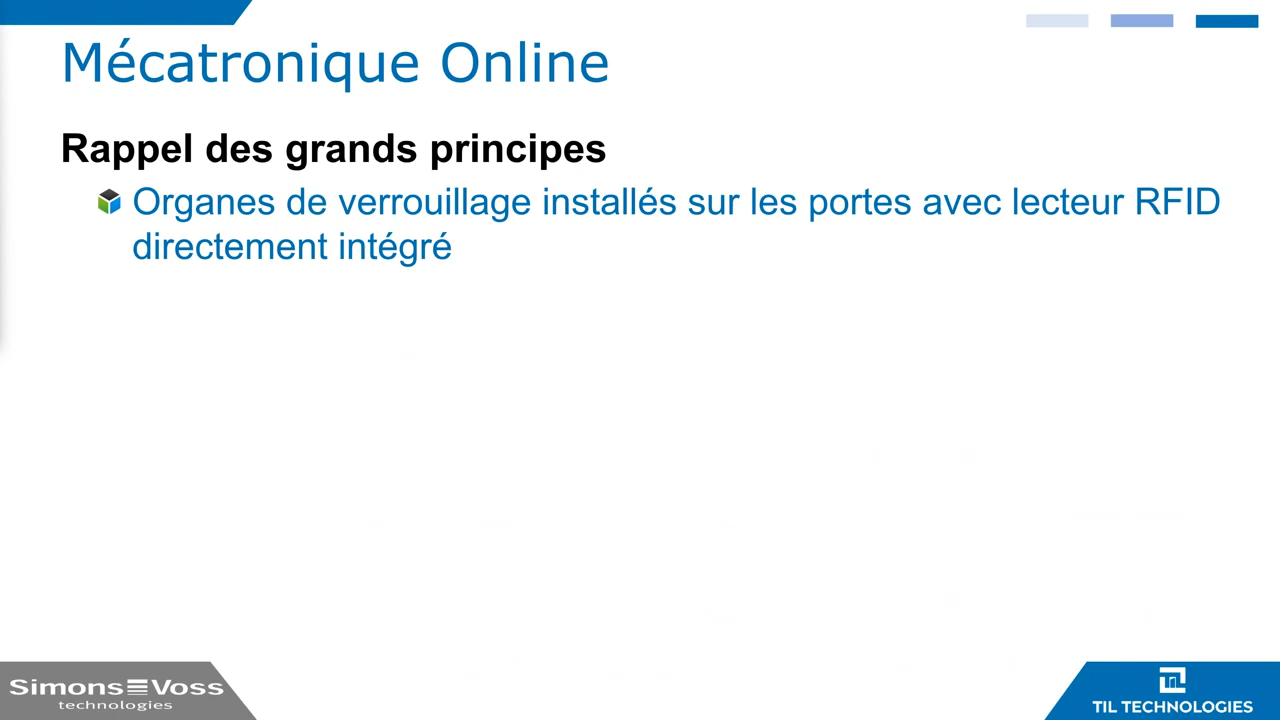 Mécatronique Online
Rappel des grands principes
Organes de verrouillage installés sur les portes avec lecteur RFID
directement intégré
Simons Voss
technologies
TIL TECHNOLOGIES